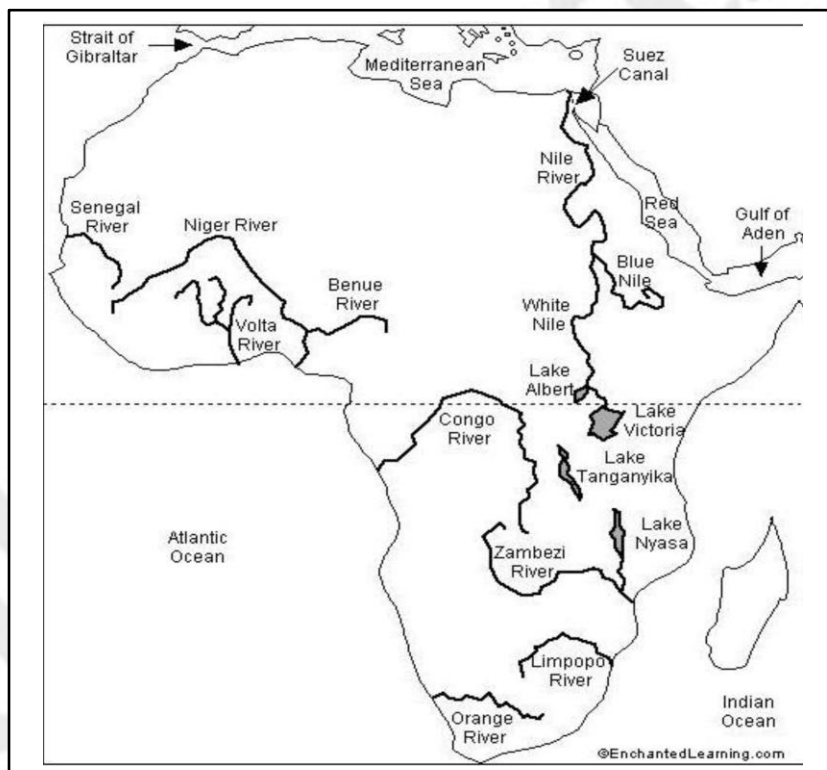 Strait of
Gibraltar
Mediterranean
Sea
Suez
Canal
Nile
River
Red
Sea
Gulf of
Aden
Senegal
River
Niger River
Benue
River
Blue
Nile
White
Nile
Volta
River
Lake
Albert
Congo
River
Lake
Victoria
Lake
Tanganyika
Atlantic
Ocean
Lake
Nyasa
Zambezi
River
Limpopo
River
Orange
River
Indian
Ocean
©EnchantedLearning.com